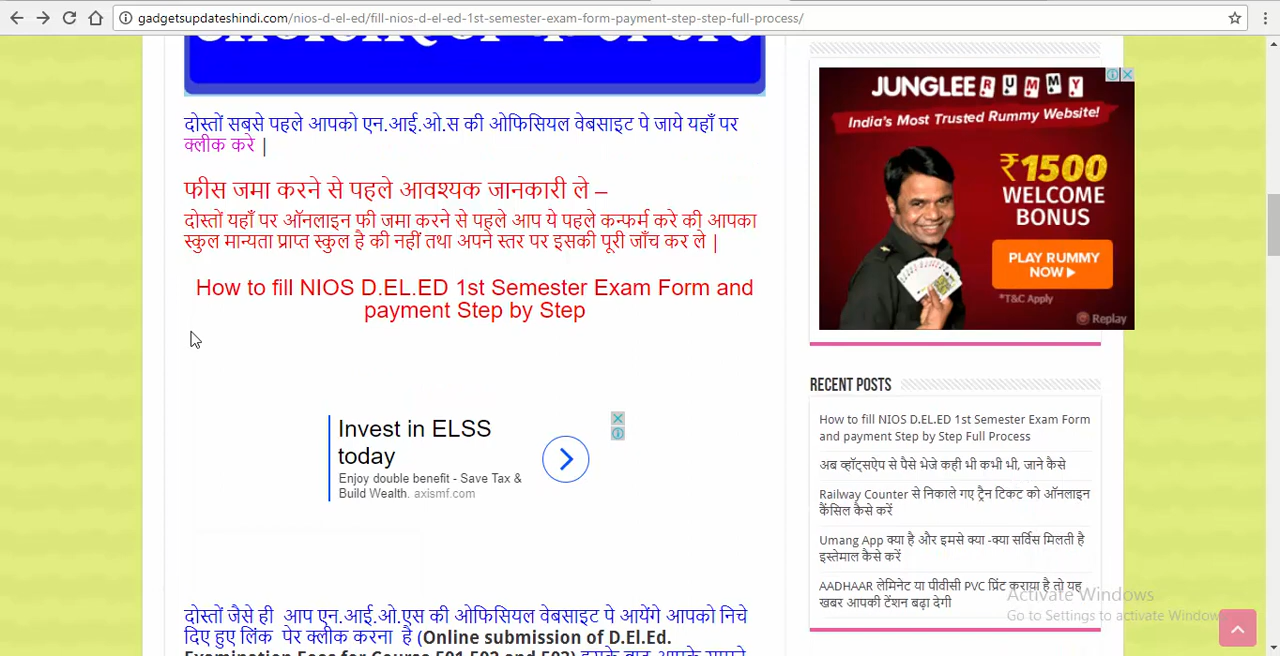 gadgetsupdateshindi.com/nios-d-el-ed/fill-nios-d-el-ed-1st-semester-exam-form-payment-step-step-full-process/
दोस्तों सबसे पहले आपको एन.आई.ओ.स की ओफिसियल वेबसाइट पे जाये यहाँ पर
क्लीक करे |
फीस जमा करने से पहले आवश्यक जानकारी ले –
दोस्तों यहाँ पर ऑनलाइन फी जमा करने से पहले आप ये पहले कन्फर्म करे की आपका
स्कुल मान्यता प्राप्त स्कुल है की नहीं तथा अपने स्तर पर इसकी पूरी जाँच कर ले |
How to fill NIOS D.EL.ED 1st Semester Exam Form and
payment Step by Step
Invest in ELSS
today
Enjoy double benefit - Save Tax &
Build Wealth. axismf.com
दोस्तों जैसे ही आप एन.आई.ओ.एस की ओफिसियल वेबसाइट पे आयेंगे आपको निचे
दिए हुए लिंक पेर क्लीक करना है (Online submission of D.El.Ed.
JUNGLEE RUMMY
India's Most Trusted Rummy Website!
₹1500
WELCOME
BONUS
PLAY RUMMY
NOW
*T&C Apply
Replay
RECENT POSTS
How to fill NIOS D.EL.ED 1st Semester Exam Form
and payment Step by Step Full Process
अब व्हॉट्सऐप से पैसे भेजे कही भी कभी भी, जाने कैसे
Railway Counter से निकाले गए ट्रैन टिकट को ऑनलाइन
कैंसिल कैसे करें
Umang App क्या है और इमसे क्या -क्या सर्विस मिलती है
इस्तेमाल कैसे करें
AADHAAR लेमिनेट या पीवीसी PVC प्रिंट कराया है तो यह
खबर आपकी टेंशन बढ़ा देगी
Activate Windows
Go to Settings to activate Windows